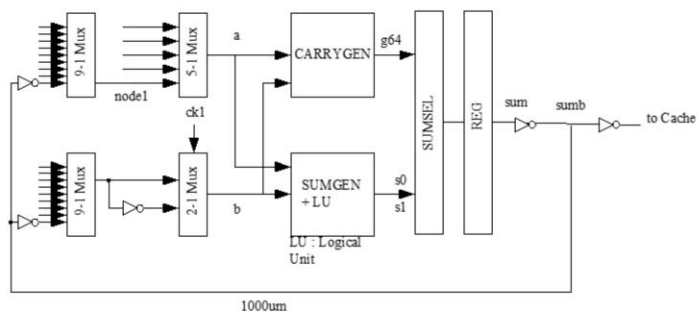 9-1 Mux
5-1 Mux
a
CARRYGEN
g64
node1
ck1
SUMSEL
REG
sum
sumb
to Cache
9-1 Mux
2-1 Mux
b
SUMGEN
+ LU
s0
s1
LU : Logical
Unit
1000um